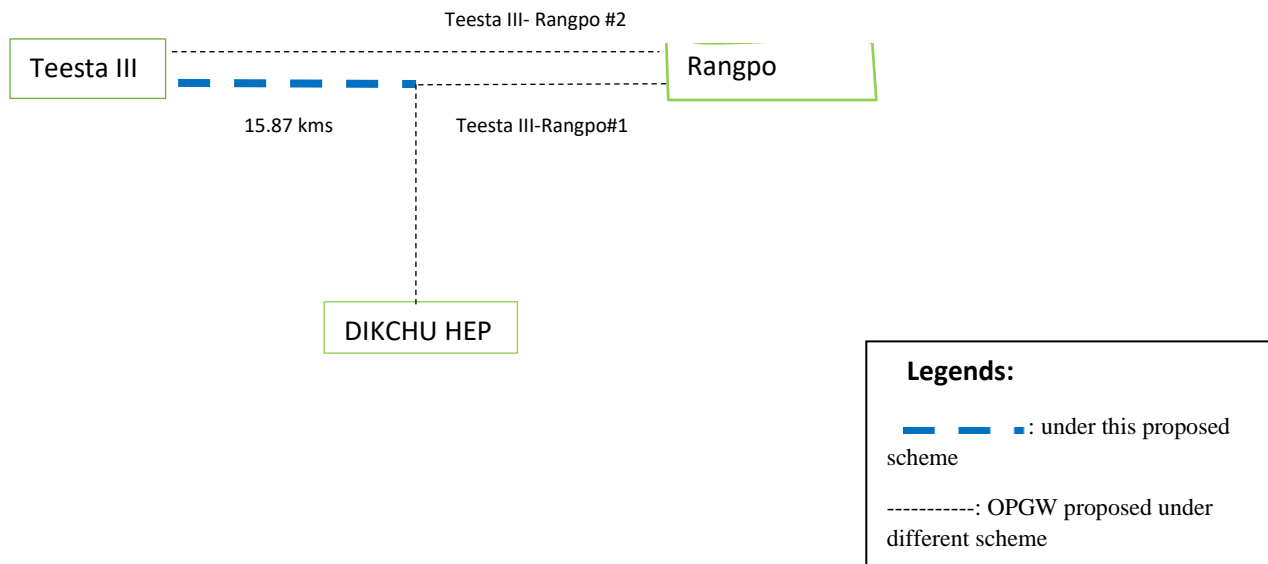 Teesta III- Rangpo #2
Teesta III
Rangpo
15.87 kms
Teesta III-Rangpo#1
DIKCHU HEP
Legends:
: under this proposed
scheme
-----------: OPGW proposed under
different scheme